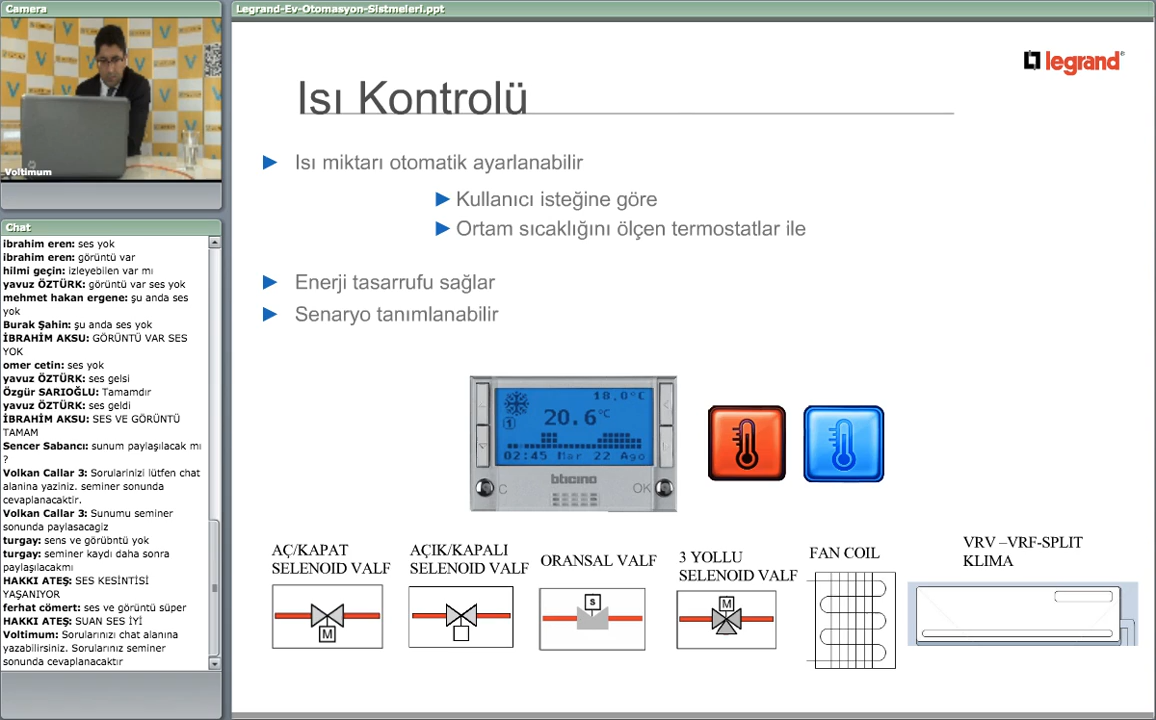 Camera
Voltimum
Chat
ibrahim eren: ses yok
ibrahim eren: görüntü var
hilmi geçin: izleyebilen var mı
yavuz ÖZTÜRK: görüntü var ses yok
mehmet hakan ergene: şu anda ses
yok
Burak Şahin: şu anda ses yok
İBRAHİM AKSU: GÖRÜNTÜ VAR SES
YOK
omer cetin: ses yok
yavuz ÖZTÜRK: ses gelsi
Özgür SARIOĞLU: Tamamdır
yavuz ÖZTÜRK: ses geldi
İBRAHİM AKSU: SES VE GÖRÜNTÜ
TAMAM
Sencer Sabancı: sunum paylaşılacak mı
?
Volkan Callar 3: Sorularinizi lütfen chat
alanina yaziniz. seminer sonunda
cevaplanacaktir.
Volkan Callar 3: Sunumu seminer
sonunda paylasacagiz
turgay: sens ve görübntü yok
turgay: seminer kaydı daha sonra
paylaşılacakmı
HAKKI ATEŞ: SES KESİNTİSİ
YAŞANIYOR
ferhat cömert: ses ve görüntü süper
HAKKI ATEŞ: SUAN SES İYİ
Voltimum: Sorularınızı chat alanına
yazabilirsiniz. Sorularınız seminer
sonunda cevaplanacaktır
Legrand-Ev-Otomasyon-Sistmeleri.ppt
legrand®
Isı Kontrolü
Isı miktarı otomatik ayarlanabilir
Kullanıcı isteğine göre
Ortam sıcaklığını ölçen termostatlar ile
Enerji tasarrufu sağlar
Senaryo tanımlanabilir
18.0°C
20.6°C
1
02:45 Mar 22 Ago
bticino
C
OK
AÇ/KAPAT
SELENOID VALF
AÇIK/KAPALI
SELENOID VALF
ORANSAL VALF
3 YOLLU
SELENOID VALF
FAN COIL
VRV –VRF-SPLIT
KLIMA
M
S
M